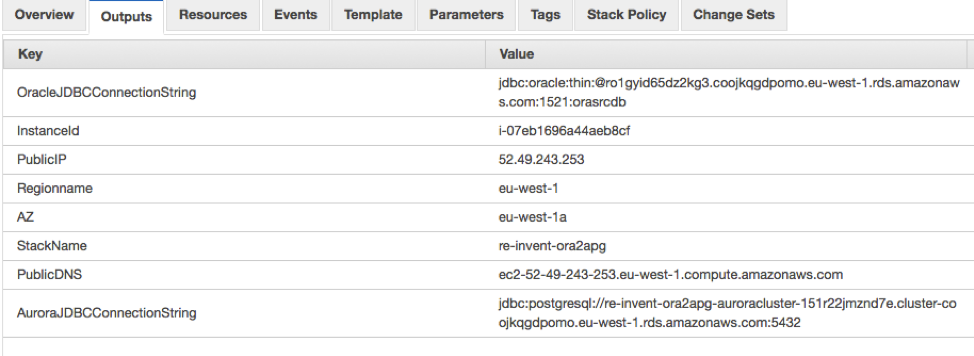 Overview Outputs Resources Events Template Parameters Tags Stack Policy Change Sets
Key Value
OracleJDBCConnectionString jdbc:oracle:thin:@ro1gyid65dz2kg3.coojkqgdpomo.eu-west-1.rds.amazonaw
s.com:1521:orasrcdb
InstanceId i-07eb1696a44aeb8cf
PublicIP 52.49.243.253
Regionname eu-west-1
AZ eu-west-1a
StackName re-invent-ora2apg
PublicDNS ec2-52-49-243-253.eu-west-1.compute.amazonaws.com
AuroraJDBCConnectionString jdbc:postgresql://re-invent-ora2apg-auroracluster-151r22jmznd7e.cluster-co
ojkqgdpomo.eu-west-1.rds.amazonaws.com:5432